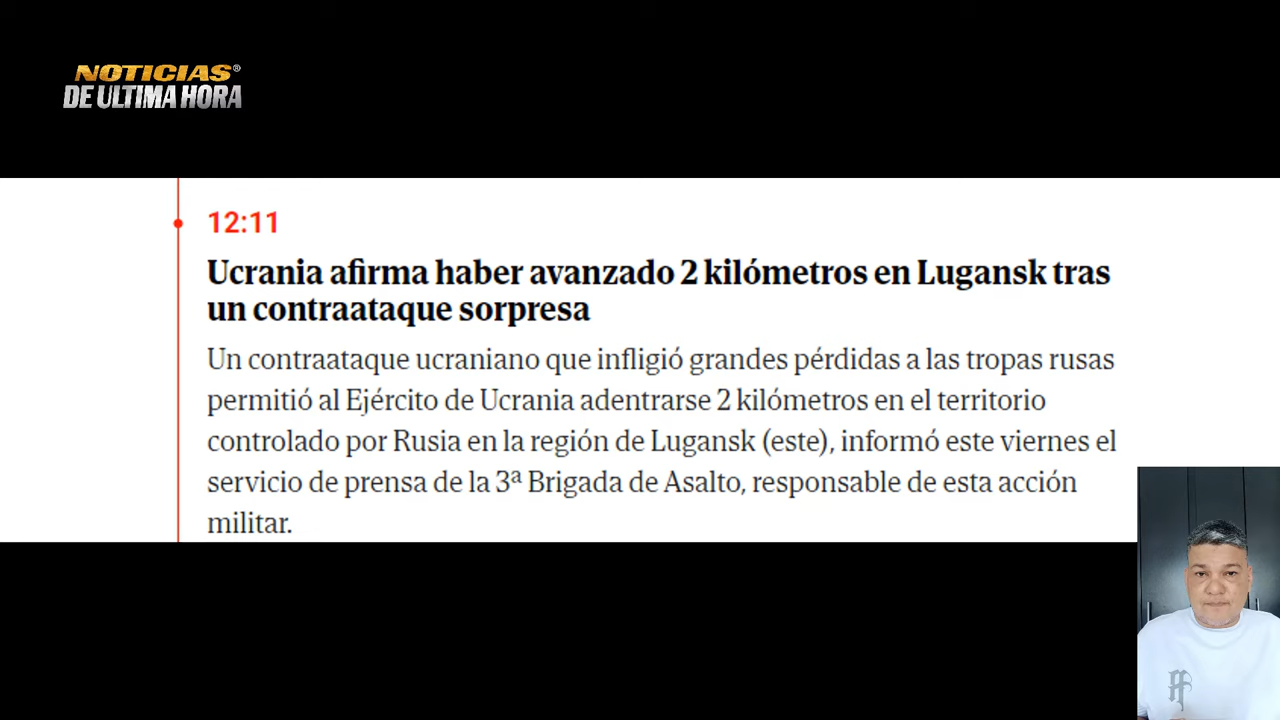 NOTICIAS®
DE ULTIMA HORA
12:11
Ucrania afirma haber avanzado 2 kilómetros en Lugansk tras
un contraataque sorpresa
Un contraataque ucraniano que infligió grandes pérdidas a las tropas rusas
permitió al Ejército de Ucrania adentrarse 2 kilómetros en el territorio
controlado por Rusia en la región de Lugansk (este), informó este viernes el
servicio de prensa de la 3ª Brigada de Asalto, responsable de esta acción
militar.